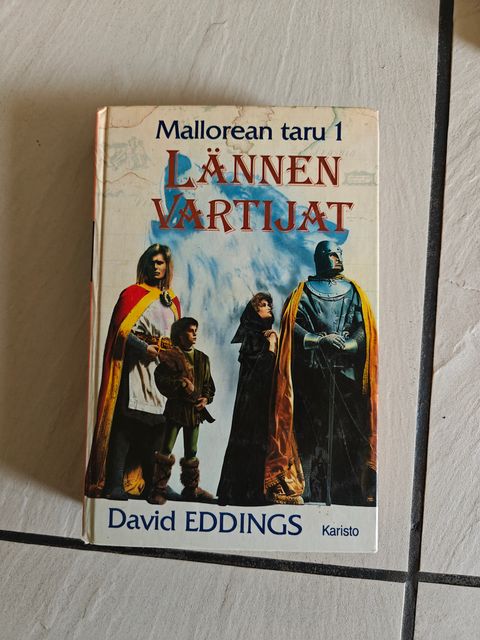 Mallorean taru 1
LÄNNEN
VARTIJAT
David EDDINGS
Karisto